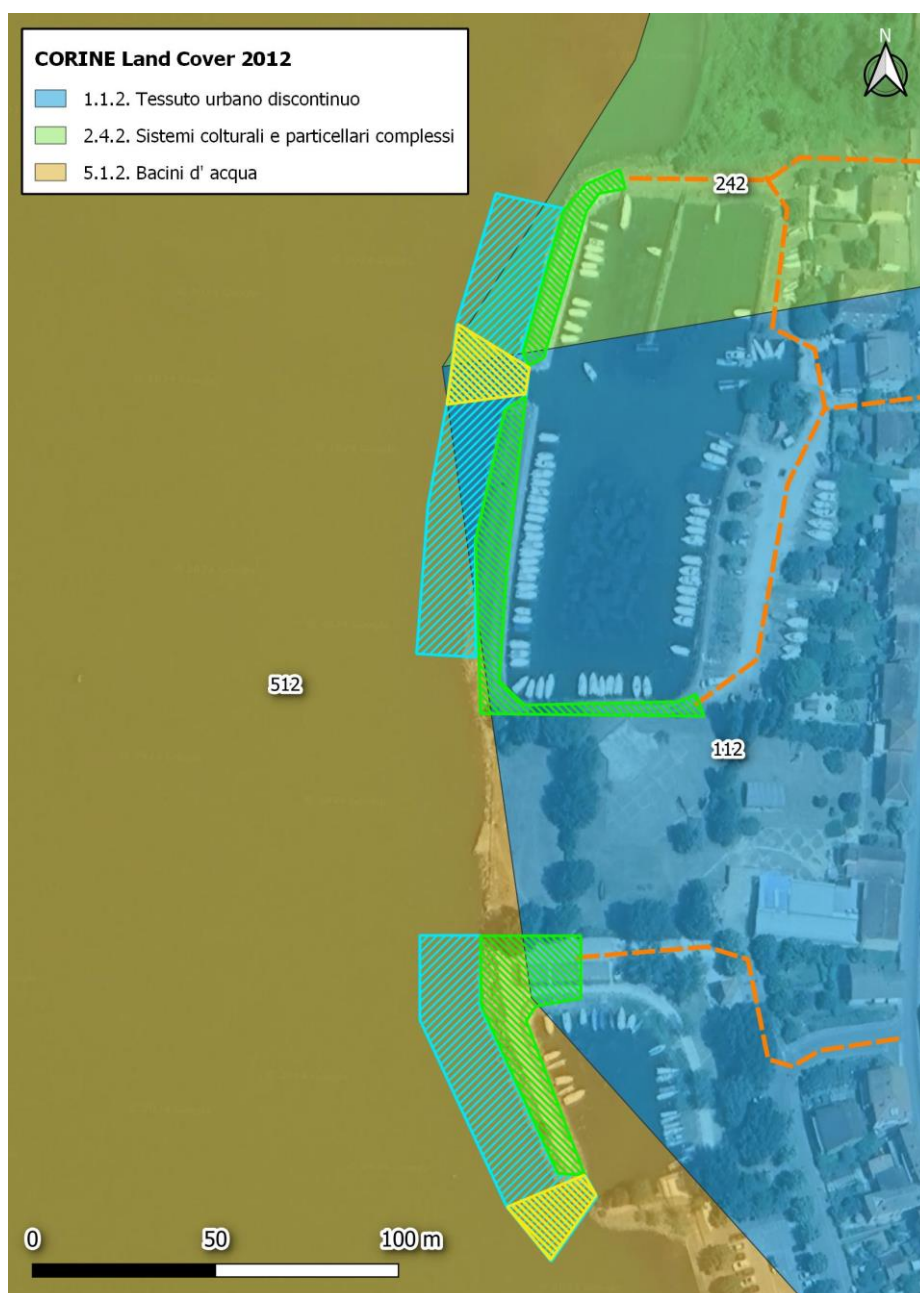 CORINE Land Cover 2012
1.1.2. Tessuto urbano discontinuo
2.4.2. Sistemi colturali e particellari complessi
5.1.2. Bacini d' acqua
N
242
512
112
0 50 100 m